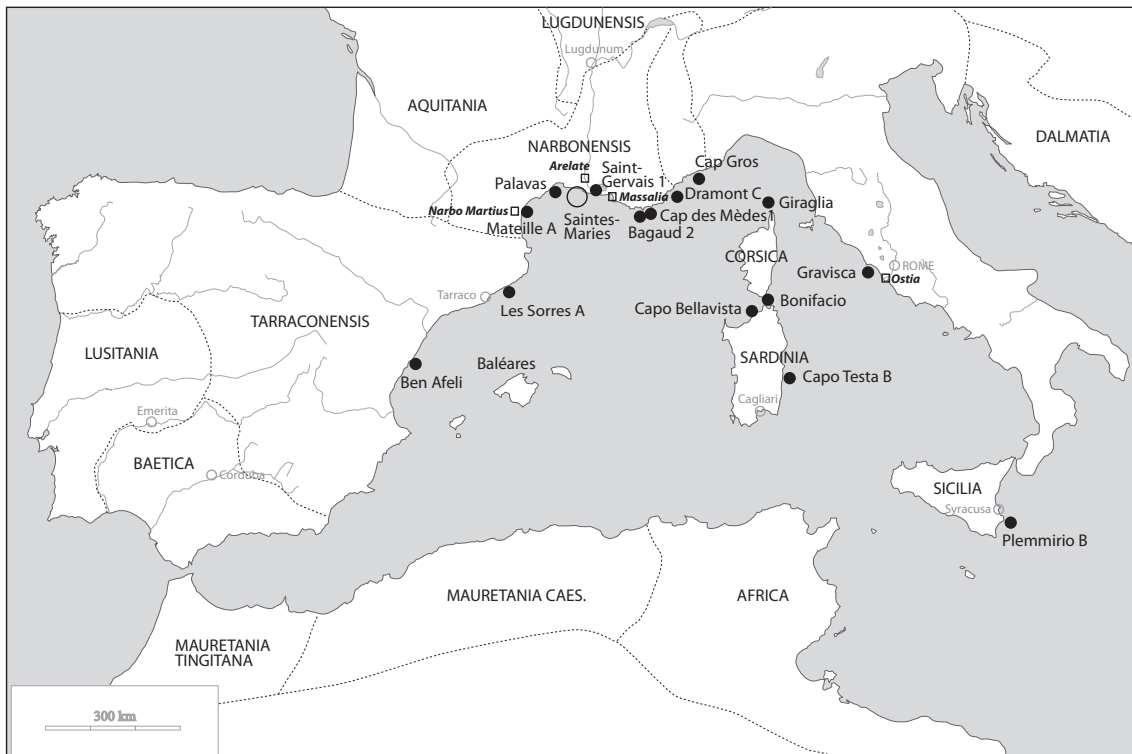 LUGDUNENSIS
Lugdunum
AQUITANIA
DALMATIA
NARBONENSIS
Arelate
Saint-
Gervais 1
Cap Gros
Palavas
Massalia
Dramont C
Giraglia
Narbo Martius
Mateille A
Saintes-
Maries
Cap des Mèdes1
Bagaud 2
CORSICA
ROME
Gravisca
Ostia
Tarraco
Les Sorres A
Bonifacio
Capo Bellavista
TARRACONENSIS
LUSITANIA
SARDINIA
Baléares
Ben Afeli
Capo Testa B
Cagliari
Emerita
BAETICA
Corduba
SICILIA
Syracusa
Plemmirio B
MAURETANIA CAES.
AFRICA
MAURETANIA
TINGITANA
300 km